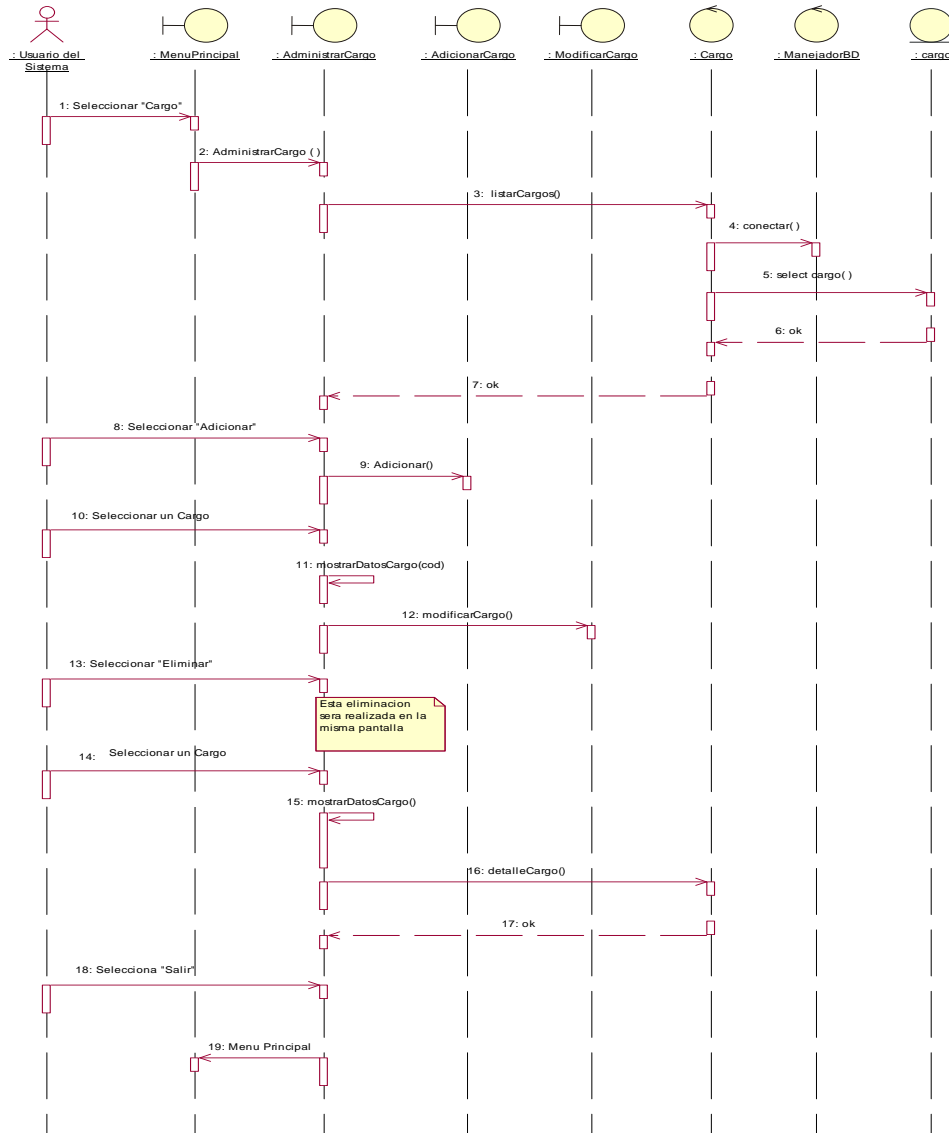 : Usuario del
Sistema
: MenuPrincipal
: AdministrarCargo
: AdicionarCargo
: ModificarCargo
: Cargo
: ManejadorBD
: cargo
1: Seleccionar "Cargo"
2: AdministrarCargo ( )
3: listarCargos()
4: conectar( )
5: select cargo( )
6: ok
7: ok
8: Seleccionar "Adicionar"
9: Adicionar()
10: Seleccionar un Cargo
11: mostrarDatosCargo(cod)
12: modificarCargo()
13: Seleccionar "Eliminar"
Esta eliminacion
sera realizada en la
misma pantalla
14: Seleccionar un Cargo
15: mostrarDatosCargo()
16: detalleCargo()
17: ok
18: Selecciona "Salir"
19: Menu Principal